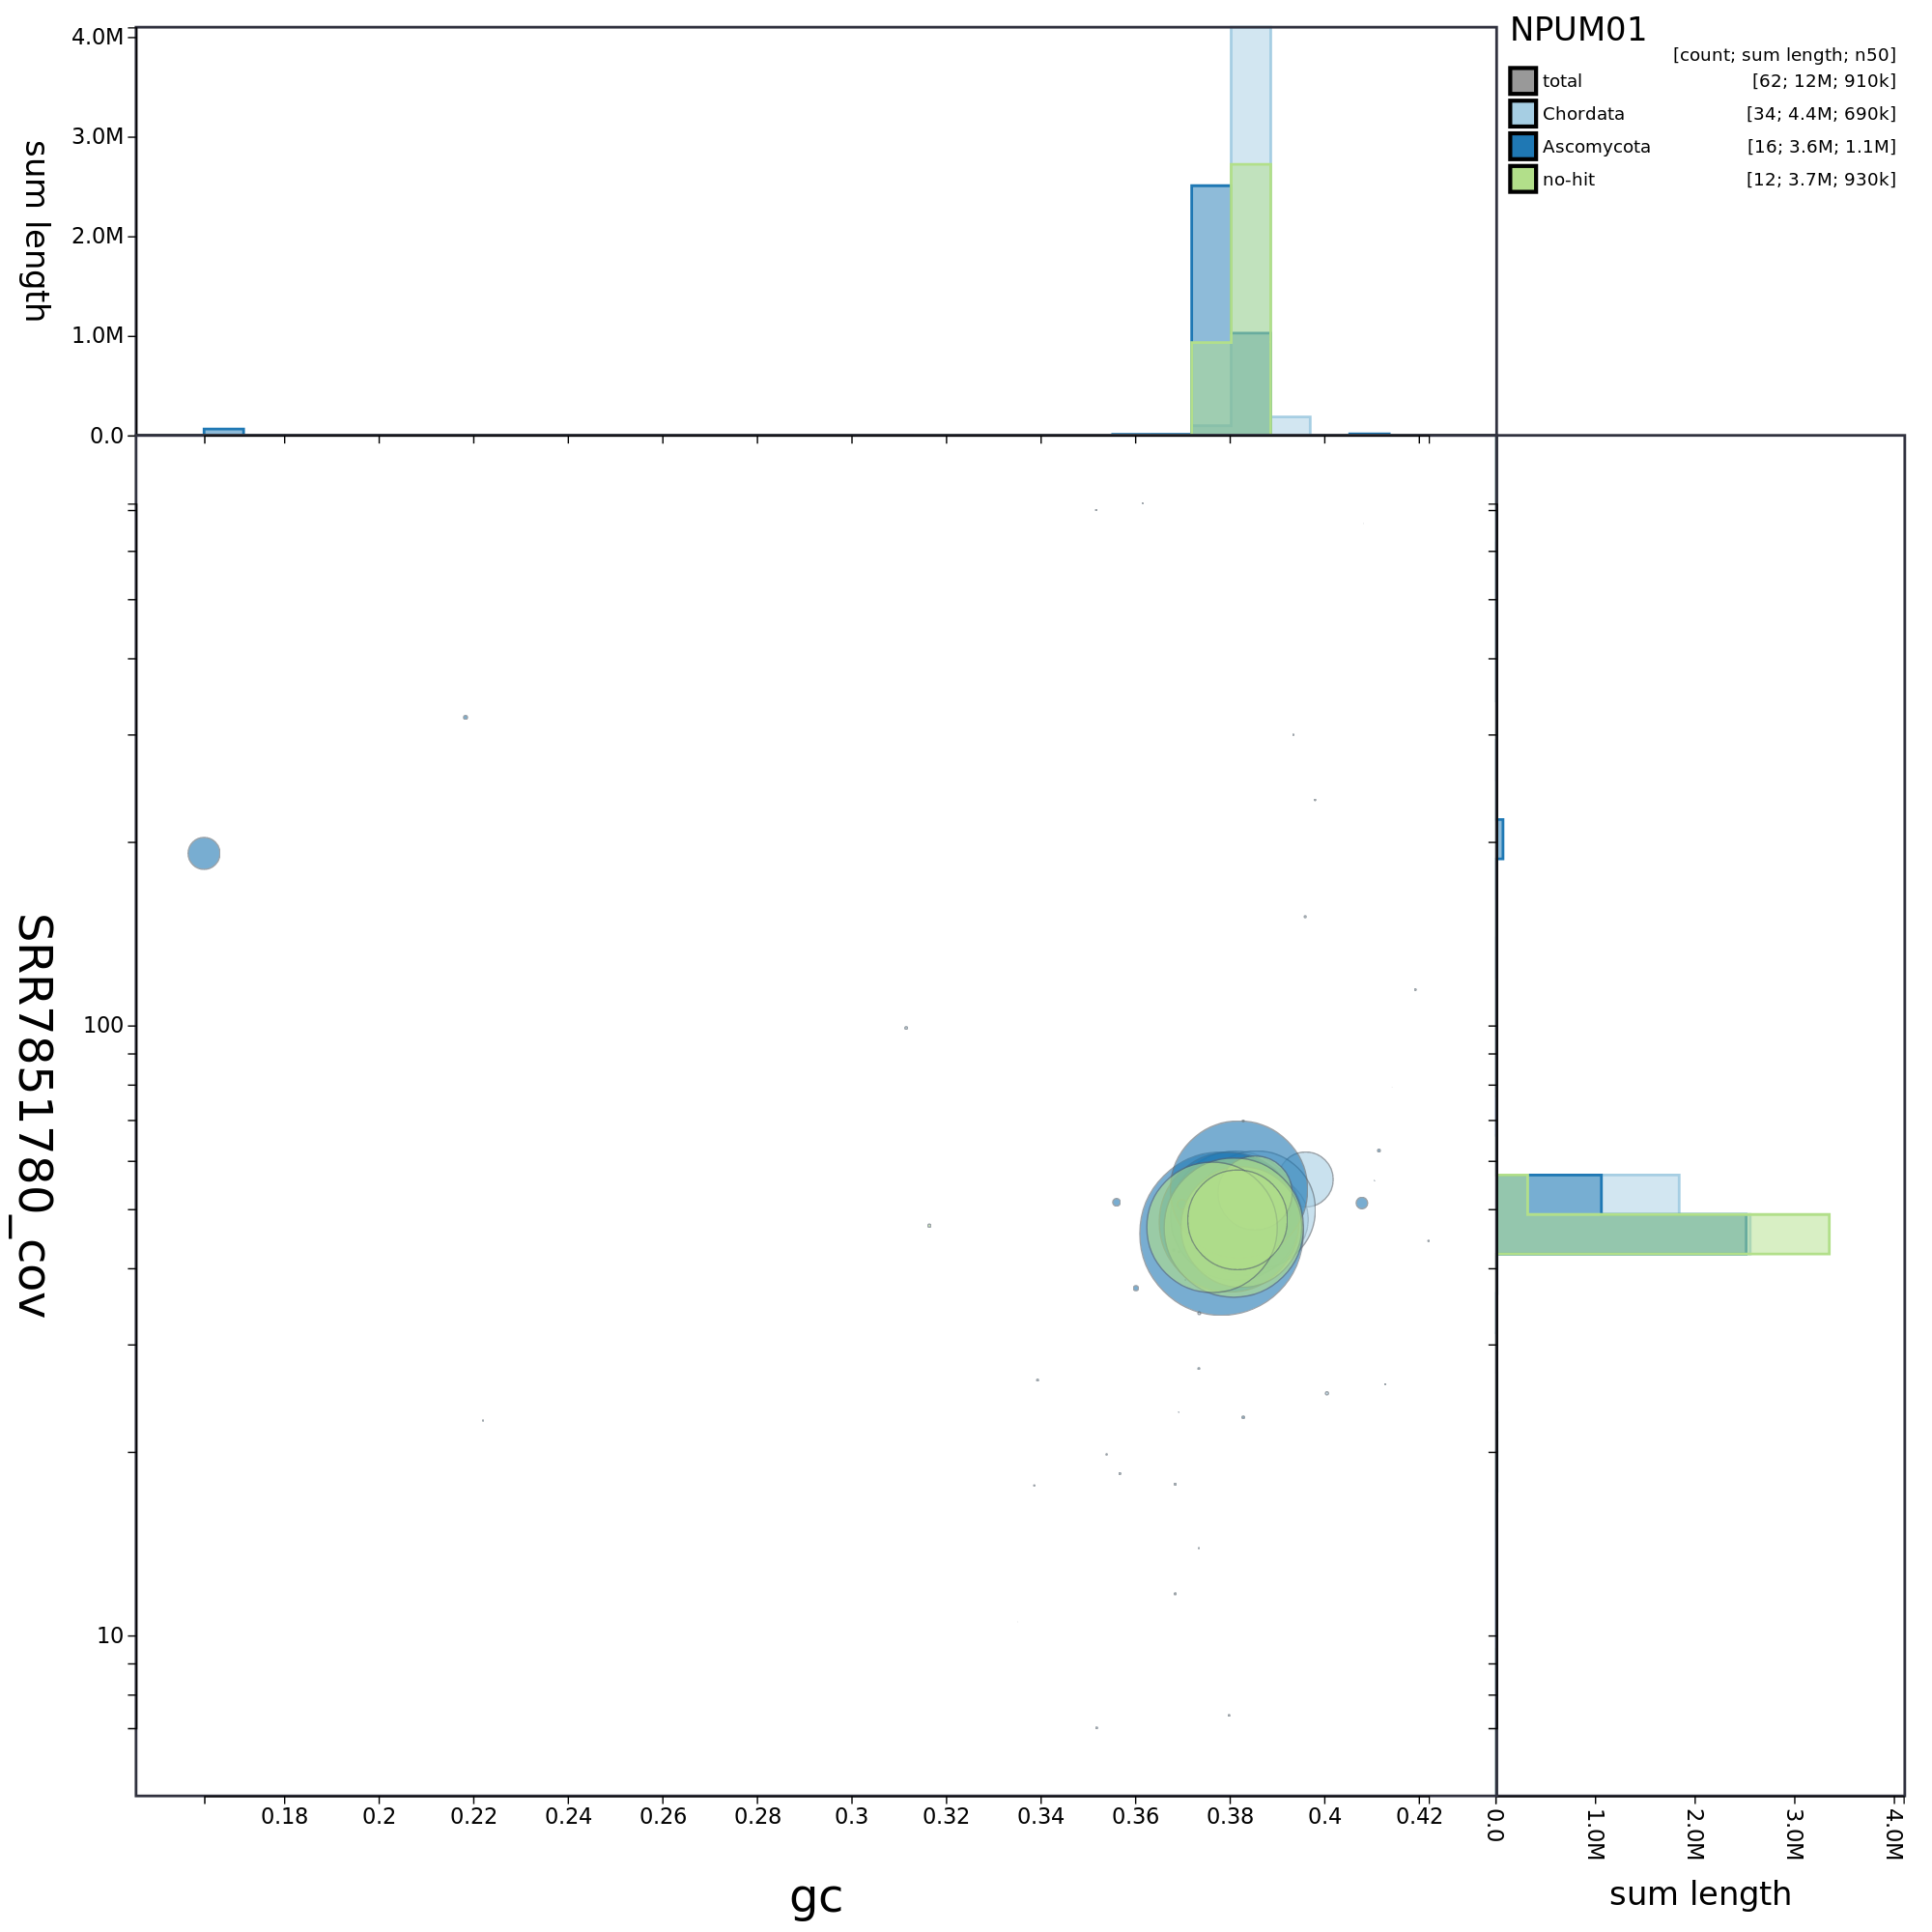 NPUM01
[count; sum length; n50]
total [62; 12M; 910k]
Chordata [34; 4.4M; 690k]
Ascomycota [16; 3.6M; 1.1M]
no-hit [12; 3.7M; 930k]
sum length
4.0M
3.0M
2.0M
1.0M
0.0
SRR7851780_cov
100
10
0.18 0.2 0.22 0.24 0.26 0.28 0.3 0.32 0.34 0.36 0.38 0.4 0.42
gc
0.0 1.0M 2.0M 3.0M 4.0M
sum length